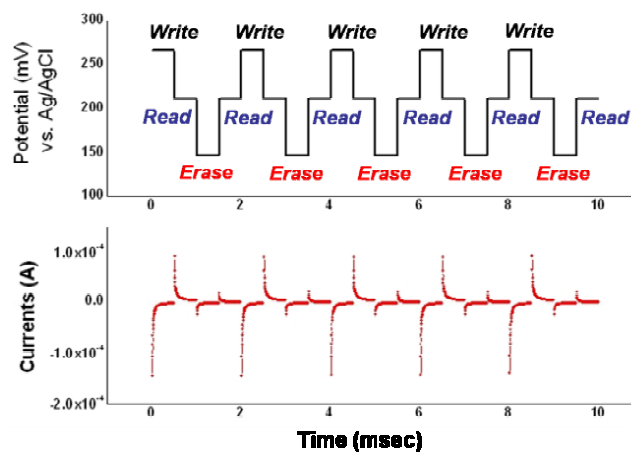 300
250
200
150
100
Potential (mV)
vs. Ag/AgCl
Write Write Write Write Write
Read Read Read Read Read Read
Erase Erase Erase Erase Erase
0 2 4 6 8 10
Currents (A)
1.0x10-4
0.0
-1.0x10-4
-2.0x10-4
0 2 4 6 8 10
Time (msec)